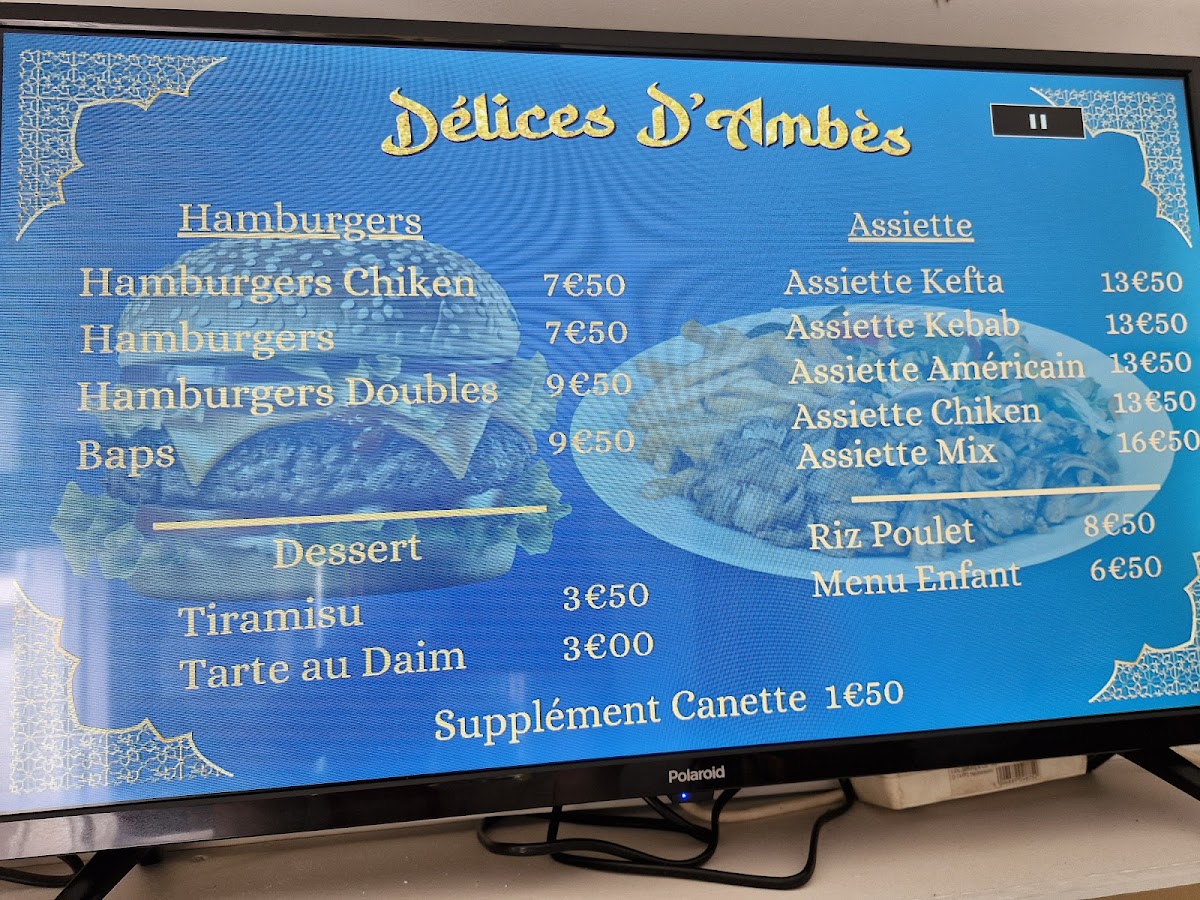 Délices D'Ambès
Hamburgers
Hamburgers Chiken 7€50
Hamburgers 7€50
Hamburgers Doubles 9€50
Baps 9€50
Dessert
Tiramisu 3€50
Tarte au Daim 3€00
Assiette
Assiette Kefta 13€50
Assiette Kebab 13€50
Assiette Américain 13€50
Assiette Chiken 13€50
Assiette Mix 16€50
Riz Poulet 8€50
Menu Enfant 6€50
Supplément Canette 1€50
Polaroid